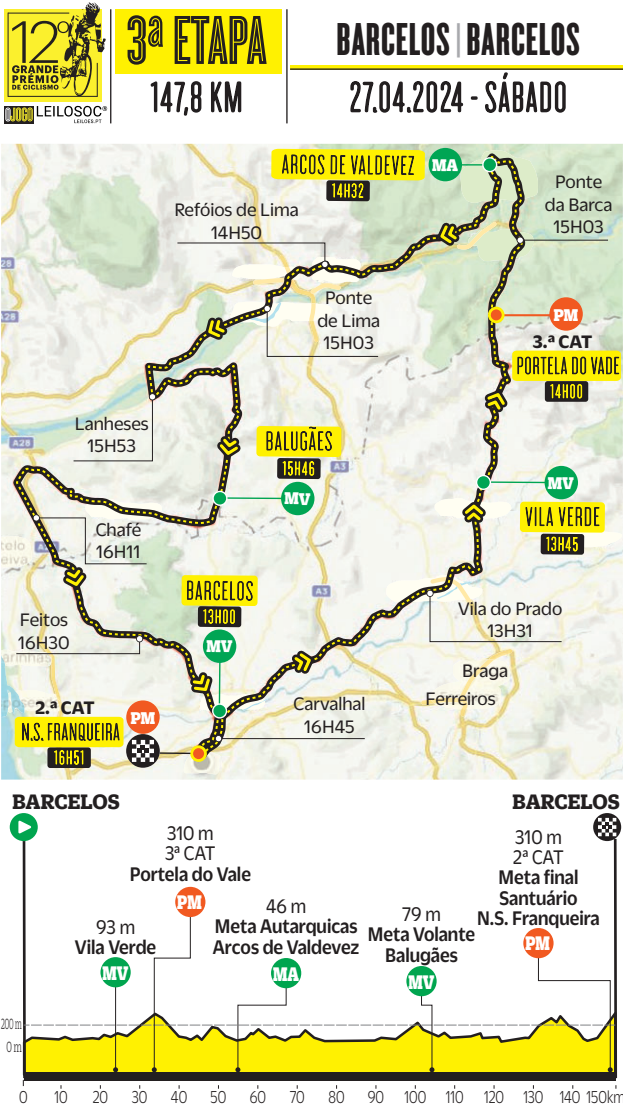 12º
GRANDE
PRÉMIO
DE CICLISMO
OJOGO LEILOSOC®
LEILOES.PT
3ª ETAPA
147,8 KM
BARCELOS | BARCELOS
27.04.2024 - SÁBADO
ARCOS DE VALDEVEZ
14H32
MA
Ponte
da Barca
15H03
Refóios de Lima
14H50
28
28
Ponte
de Lima
15H03
PM
3.ª CAT
PORTELA DO VADE
14H00
Lanheses
15H53
A28
BALUGÃES
15H46
MV
A3
MV
VILA VERDE
13H45
Chafé
16H11
BARCELOS
13H00
MV
A3
Vila do Prado
13H31
Feitos
16H30
arinhas
Braga
Ferreiros
2.ª CAT
N.S. FRANQUEIRA
16H51
PM
Carvalhal
16H45
BARCELOS
BARCELOS
310 m
3ª CAT
Portela do Vale
PM
310 m
2ª CAT
Meta final
Santuário
N.S. Franqueira
PM
93 m
Vila Verde
MV
46 m
Meta Autarquicas
Arcos de Valdevez
MA
79 m
Meta Volante
Balugães
MV
200 m
0 m
0 10 20 30 40 50 60 70 80 90 100 110 120 130 140 150km